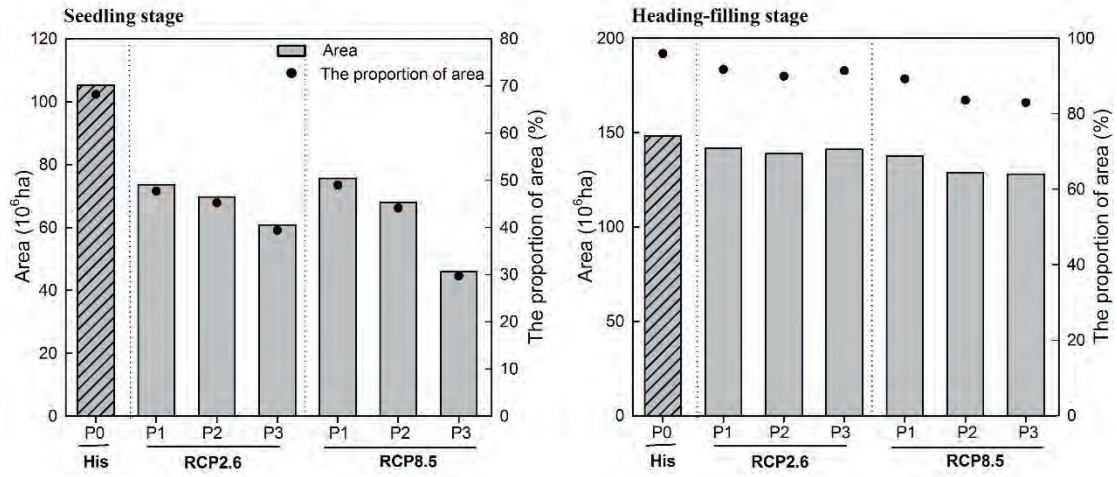 Seedling stage
Area (10⁶ha)
120
100
80
60
40
20
0
Area
The proportion of area
80
70
60
50
40
30
20
10
0
The proportion of area (%)
P0 P1 P2 P3 P1 P2 P3
His RCP2.6 RCP8.5
Heading-filling stage
Area (10⁶ha)
200
150
100
50
0
100
80
60
40
20
0
The proportion of area (%)
P0 P1 P2 P3 P1 P2 P3
His RCP2.6 RCP8.5